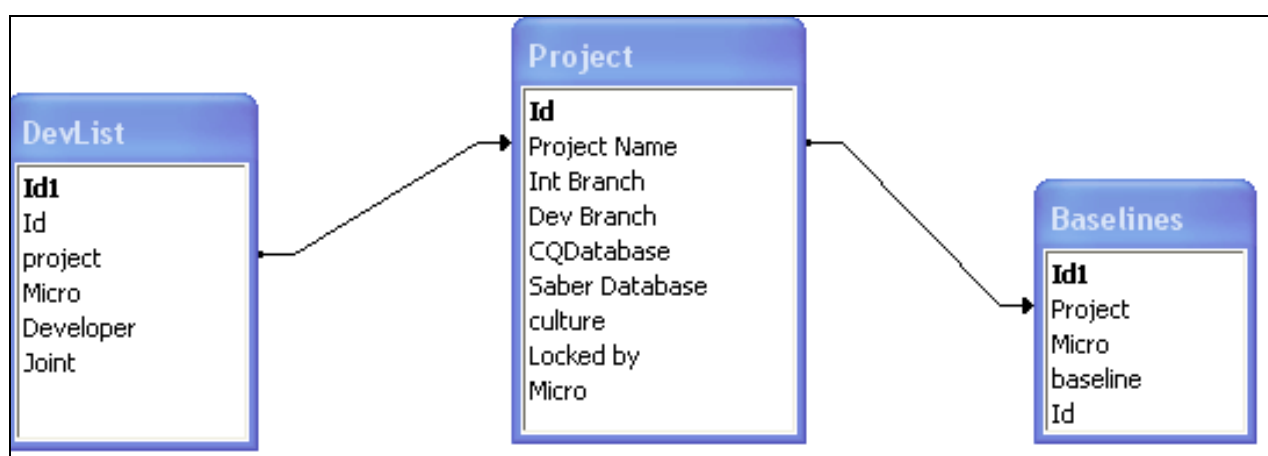 DevList
Id1
Id
project
Micro
Developer
Joint
Project
Id
Project Name
Int Branch
Dev Branch
CQDatabase
Saber Database
culture
Locked by
Micro
Baselines
Id1
Project
Micro
baseline
Id